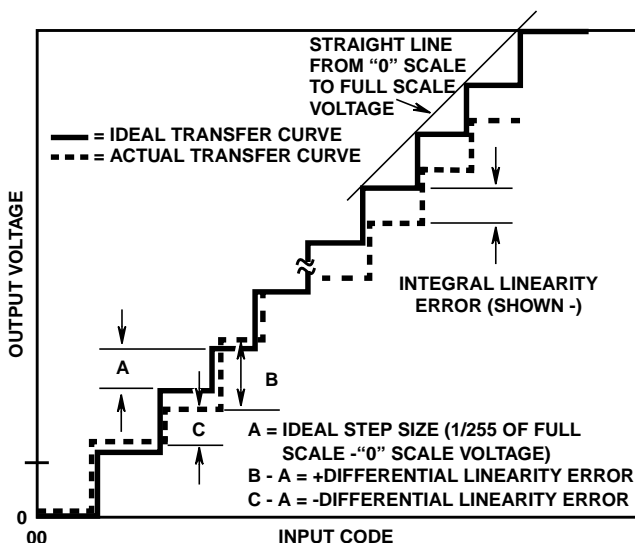 STRAIGHT LINE
FROM “0” SCALE
TO FULL SCALE
VOLTAGE
= IDEAL TRANSFER CURVE
= ACTUAL TRANSFER CURVE
OUTPUT VOLTAGE
INTEGRAL LINEARITY
ERROR (SHOWN -)
A
B
C
A = IDEAL STEP SIZE (1/255 OF FULL
SCALE -“0” SCALE VOLTAGE)
B - A = +DIFFERENTIAL LINEARITY ERROR
C - A = -DIFFERENTIAL LINEARITY ERROR
0
00
INPUT CODE